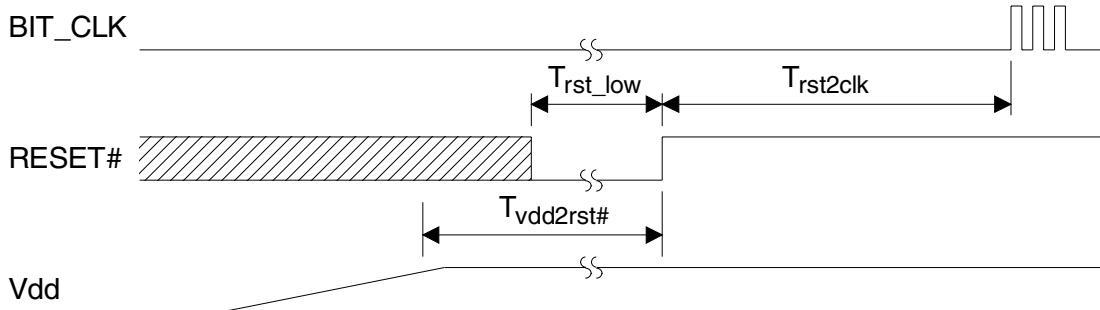 BIT_CLK
Trst_low
Trst2clk
RESET#
Tvdd2rst#
Vdd